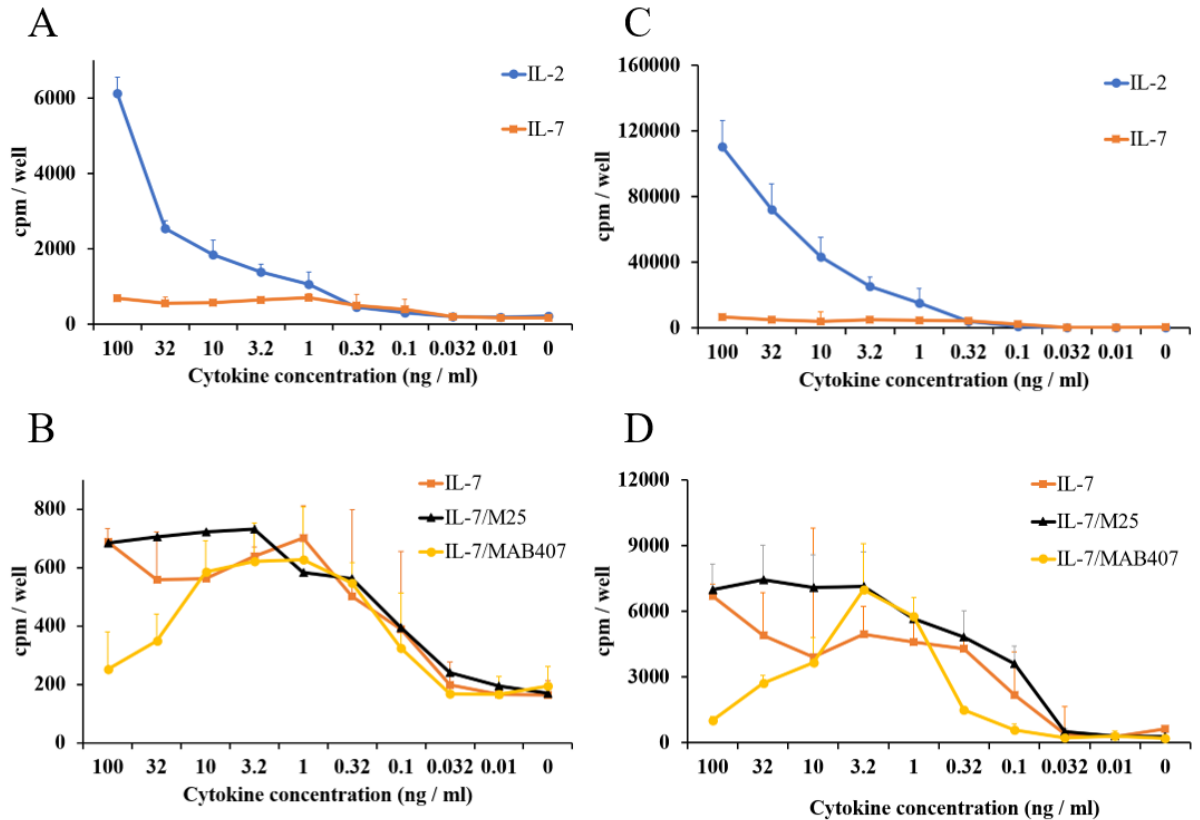 A
cpm / well
6000
4000
2000
0
IL-2
IL-7
100 32 10 3.2 1 0.32 0.1 0.032 0.01 0
Cytokine concentration (ng / ml)
C
cpm / well
160000
120000
80000
40000
0
IL-2
IL-7
100 32 10 3.2 1 0.32 0.1 0.032 0.01 0
Cytokine concentration (ng / ml)
B
cpm / well
800
600
400
200
0
IL-7
IL-7/M25
IL-7/MAB407
100 32 10 3.2 1 0.32 0.1 0.032 0.01 0
Cytokine concentration (ng / ml)
D
cpm / well
12000
9000
6000
3000
0
IL-7
IL-7/M25
IL-7/MAB407
100 32 10 3.2 1 0.32 0.1 0.032 0.01 0
Cytokine concentration (ng / ml)